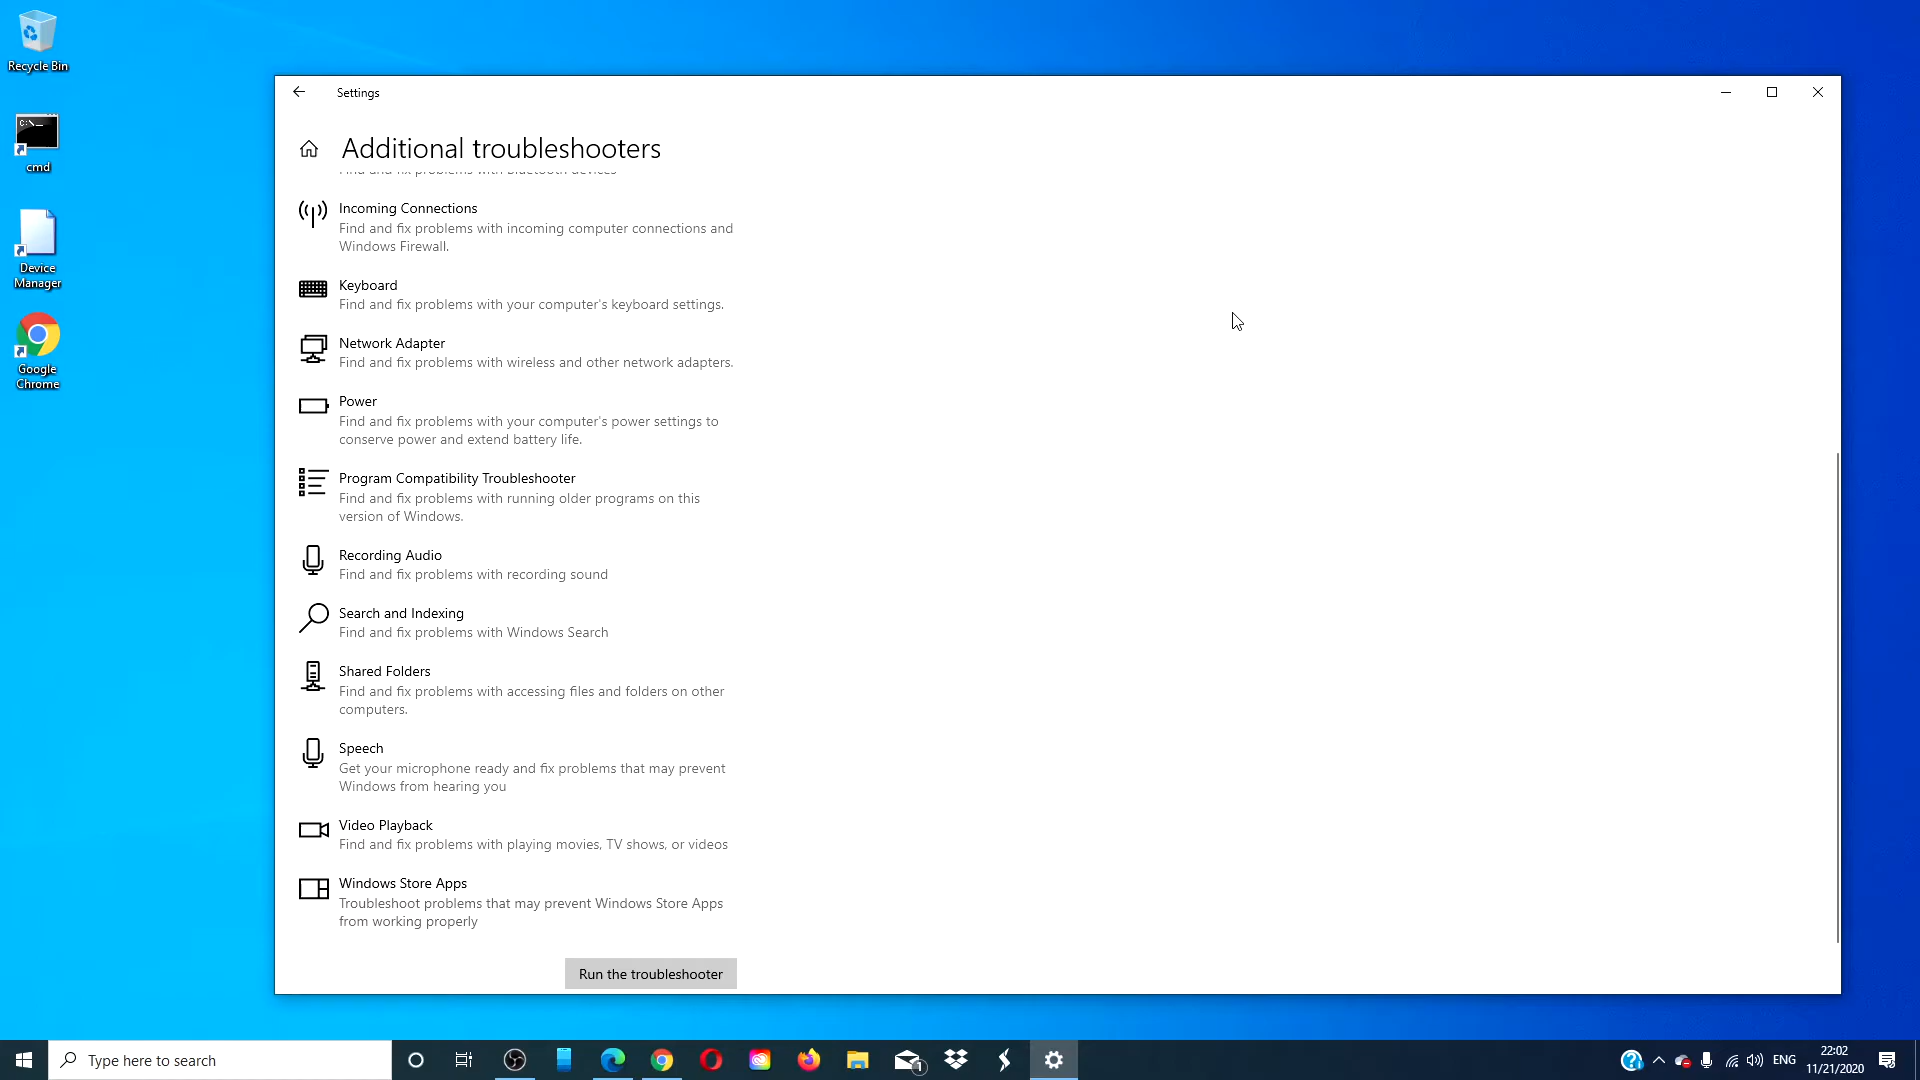 Recycle Bin
cmd
Device
Manager
Google
Chrome
Settings
Additional troubleshooters
Find and fix problems with Bluetooth devices
Incoming Connections
Find and fix problems with incoming computer connections and
Windows Firewall.
Keyboard
Find and fix problems with your computer's keyboard settings.
Network Adapter
Find and fix problems with wireless and other network adapters.
Power
Find and fix problems with your computer's power settings to
conserve power and extend battery life.
Program Compatibility Troubleshooter
Find and fix problems with running older programs on this
version of Windows.
Recording Audio
Find and fix problems with recording sound
Search and Indexing
Find and fix problems with Windows Search
Shared Folders
Find and fix problems with accessing files and folders on other
computers.
Speech
Get your microphone ready and fix problems that may prevent
Windows from hearing you
Video Playback
Find and fix problems with playing movies, TV shows, or videos
Windows Store Apps
Troubleshoot problems that may prevent Windows Store Apps
from working properly
Run the troubleshooter
Type here to search
1
ENG
22:02
11/21/2020